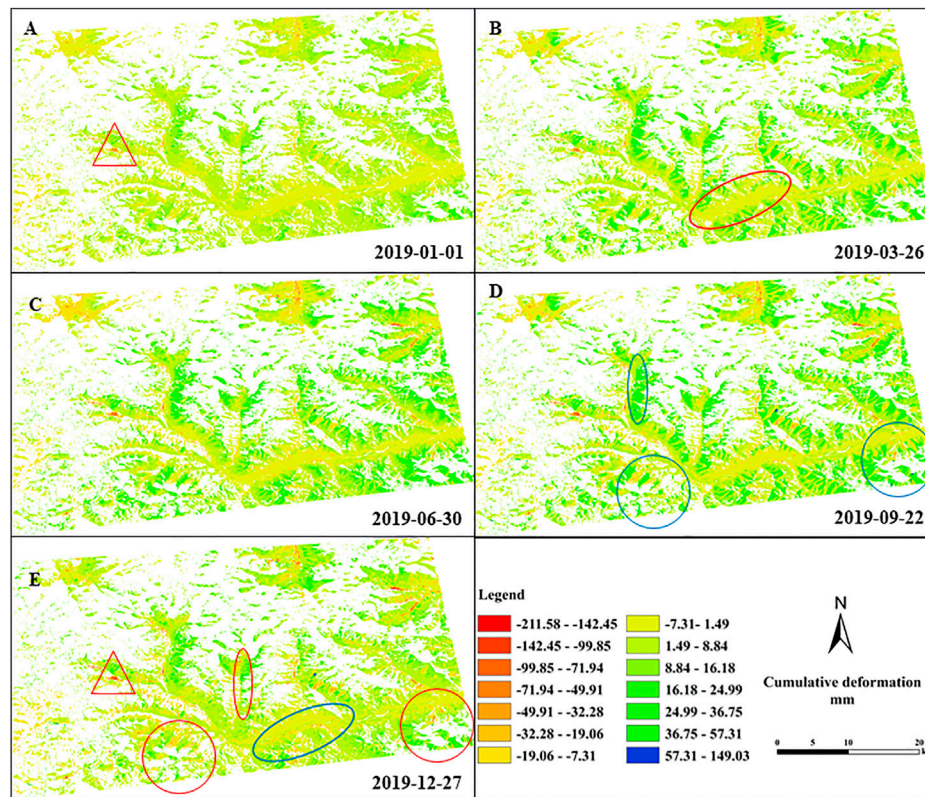 A
2019-01-01
B
2019-03-26
C
2019-06-30
D
2019-09-22
E
2019-12-27
Legend
-211.58 - -142.45
-142.45 - -99.85
-99.85 - -71.94
-71.94 - -49.91
-49.91 - -32.28
-32.28 - -19.06
-19.06 - -7.31
-7.31- 1.49
1.49 - 8.84
8.84 - 16.18
16.18 - 24.99
24.99 - 36.75
36.75 - 57.31
57.31 - 149.03
N
Cumulative deformation
mm
0 5 10 20 k